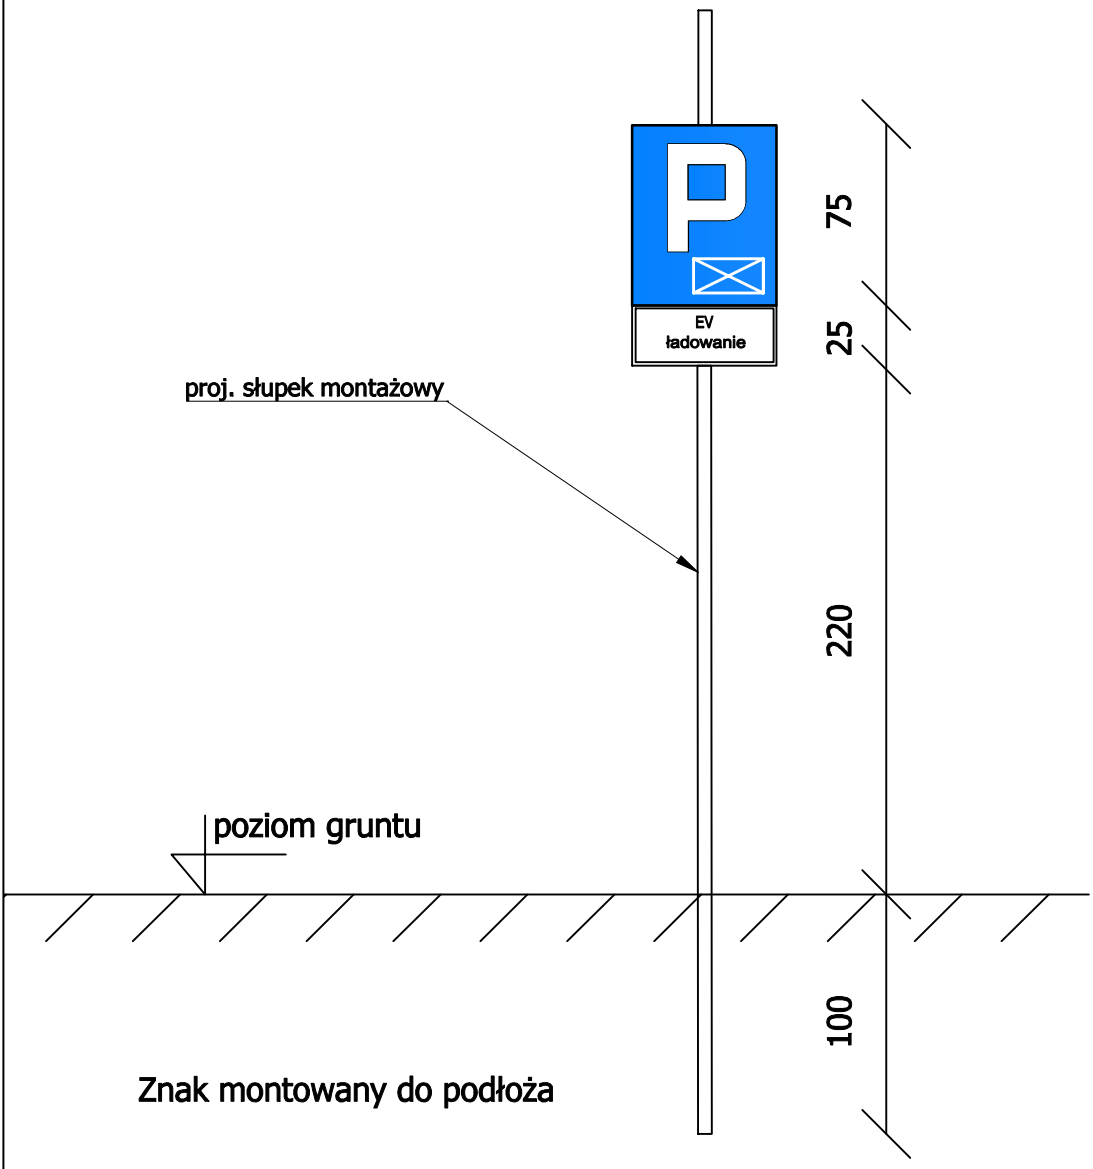 P
75
EV
ładowanie
25
proj. słupek montażowy
220
poziom gruntu
100
Znak montowany do podłoża